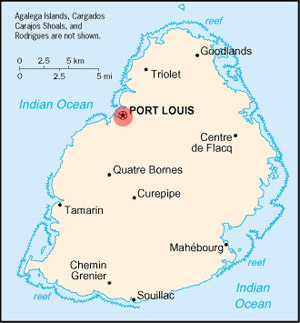 Agalega Islands, Cargados
Carajos Shoals, and
Rodrigues are not shown.
0 2.5 5 km
0 2.5 5 mi
reef
Goodlands
Triolet
Indian Ocean
PORT LOUIS
Centre
de Flacq
Quatre Bornes
Curepipe
reef
Tamarin
Mahébourg
reef
Chemin
Grenier
Indian
Ocean
Souillac
reef